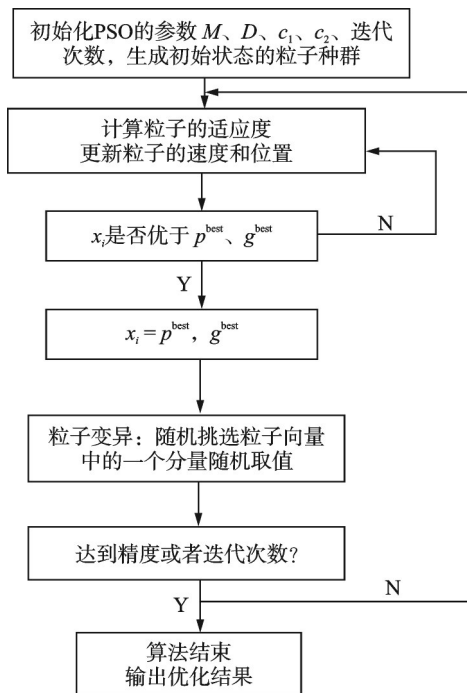 初始化PSO的参数 M、D、c₁、c₂、迭代
次数，生成初始状态的粒子种群
计算粒子的适应度
更新粒子的速度和位置
xᵢ是否优于 p^best、g^best
N
Y
xᵢ = p^best，g^best
粒子变异：随机挑选粒子向量
中的一个分量随机取值
达到精度或者迭代次数？
N
Y
算法结束
输出优化结果